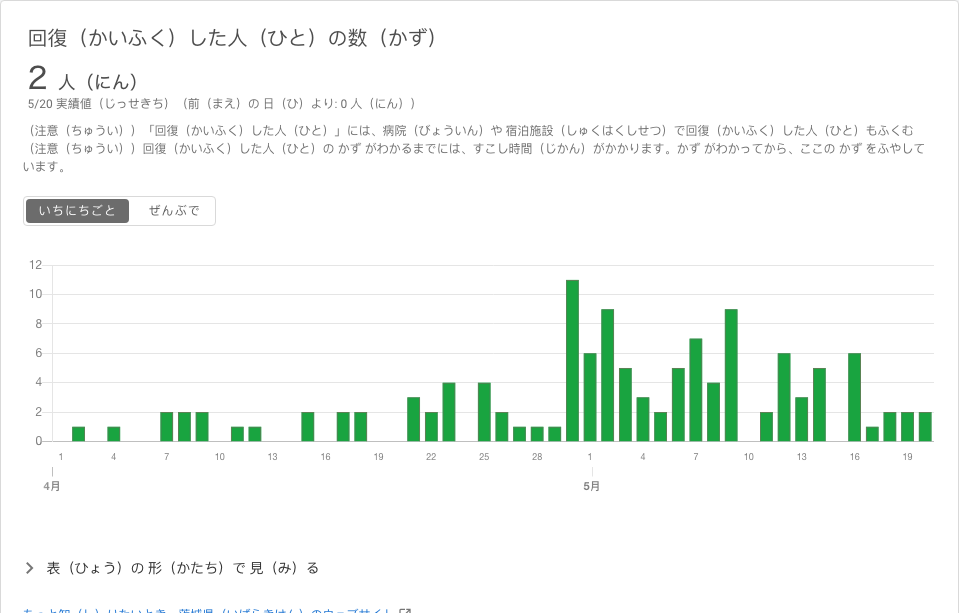 回復（かいふく）した人（ひと）の数（かず）
2 人（にん）
5/20 実績値（じっせきち）（前（まえ）の 日（ひ）より: 0 人（にん））
（注意（ちゅうい））「回復（かいふく）した人（ひと）」には、病院（びょういん）や 宿泊施設（しゅくはくしせつ）で回復（かいふく）した人（ひと）もふくむ
（注意（ちゅうい））回復（かいふく）した人（ひと）の かず がわかるまでには、すこし時間（じかん）がかかります。かず がわかってから、ここの かず をふやして
います。
いちにちごと ぜんぶで
12
10
8
6
4
2
0
1 4 7 10 13 16 19 22 25 28 1 4 7 10 13 16 19
4月 5月
表（ひょう）の 形（かたち）で 見（み）る